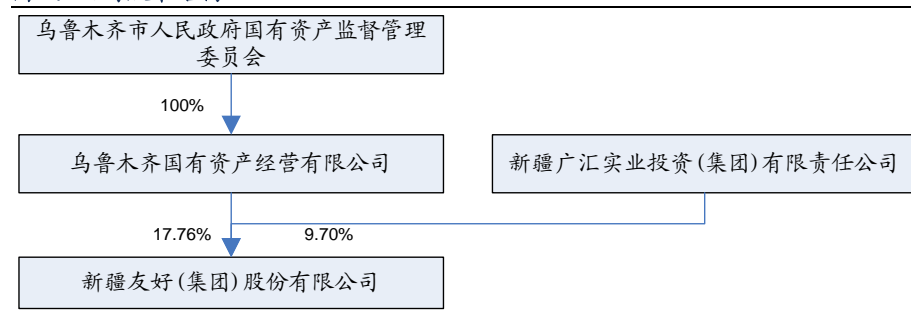 乌鲁木齐市人民政府国有资产监督管理
委员会
100%
乌鲁木齐国有资产经营有限公司
新疆广汇实业投资(集团)有限责任公司
17.76%
9.70%
新疆友好(集团)股份有限公司